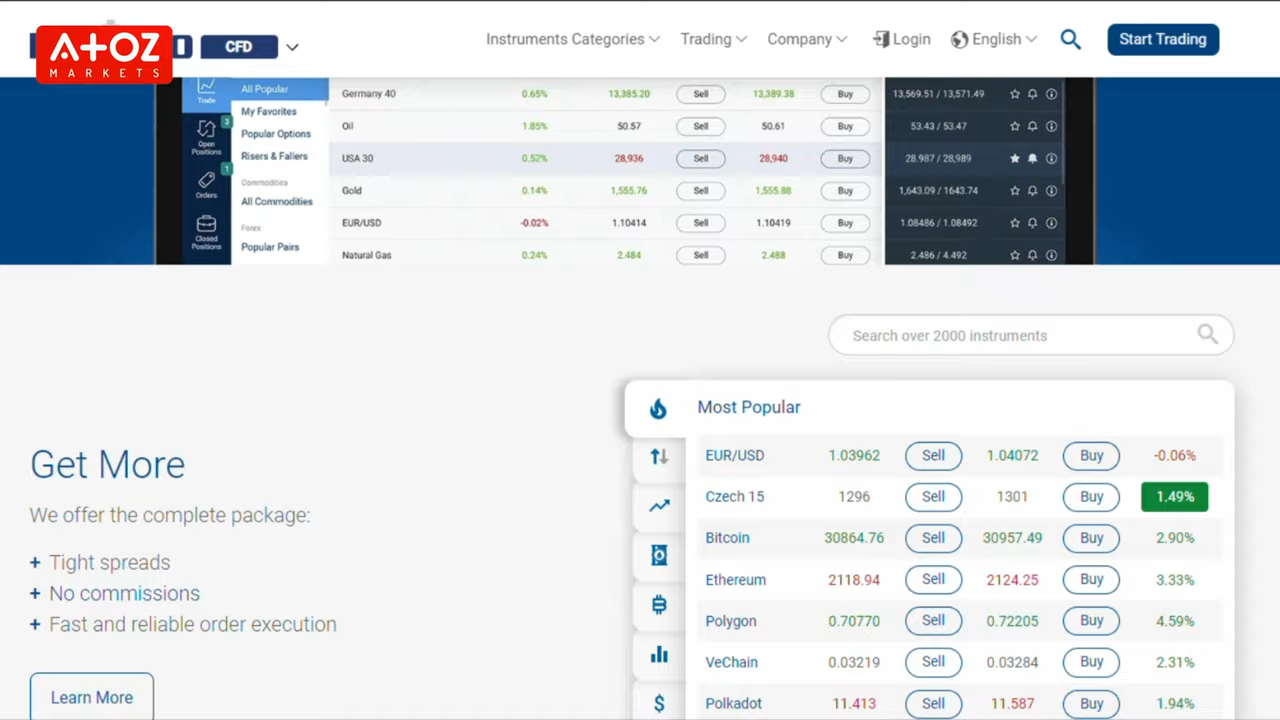 A+OZ
MARKETS
CFD
Instruments Categories Trading Company Login English Start Trading
Trade
All Popular
My Favorites
Popular Options
Risers & Fallers
Commodities
All Commodities
Forex
Popular Pairs
3
Open
Positions
1
Orders
Closed
Positions
Germany 40 0.65% 13,385.20 Sell 13,389.38 Buy 13,569.51 / 13,571.49
Oil 1.85% 50.57 Sell 50.61 Buy 53.43 / 53.47
USA 30 0.52% 28,936 Sell 28,940 Buy 28.987 / 28,989
Gold 0.14% 1,555.76 Sell 1,555.88 Buy 1,643.09 / 1643.74
EUR/USD -0.02% 1.10414 Sell 1.10419 Buy 1.08486 / 1.08492
Natural Gas 0.24% 2.484 Sell 2.488 Buy 2.486 / 4.492
Search over 2000 instruments
Get More
We offer the complete package:
+ Tight spreads
+ No commissions
+ Fast and reliable order execution
Learn More
Most Popular
EUR/USD 1.03962 Sell 1.04072 Buy -0.06%
Czech 15 1296 Sell 1301 Buy 1.49%
Bitcoin 30864.76 Sell 30957.49 Buy 2.90%
Ethereum 2118.94 Sell 2124.25 Buy 3.33%
Polygon 0.70770 Sell 0.72205 Buy 4.59%
VeChain 0.03219 Sell 0.03284 Buy 2.31%
Polkadot 11.413 Sell 11.587 Buy 1.94%